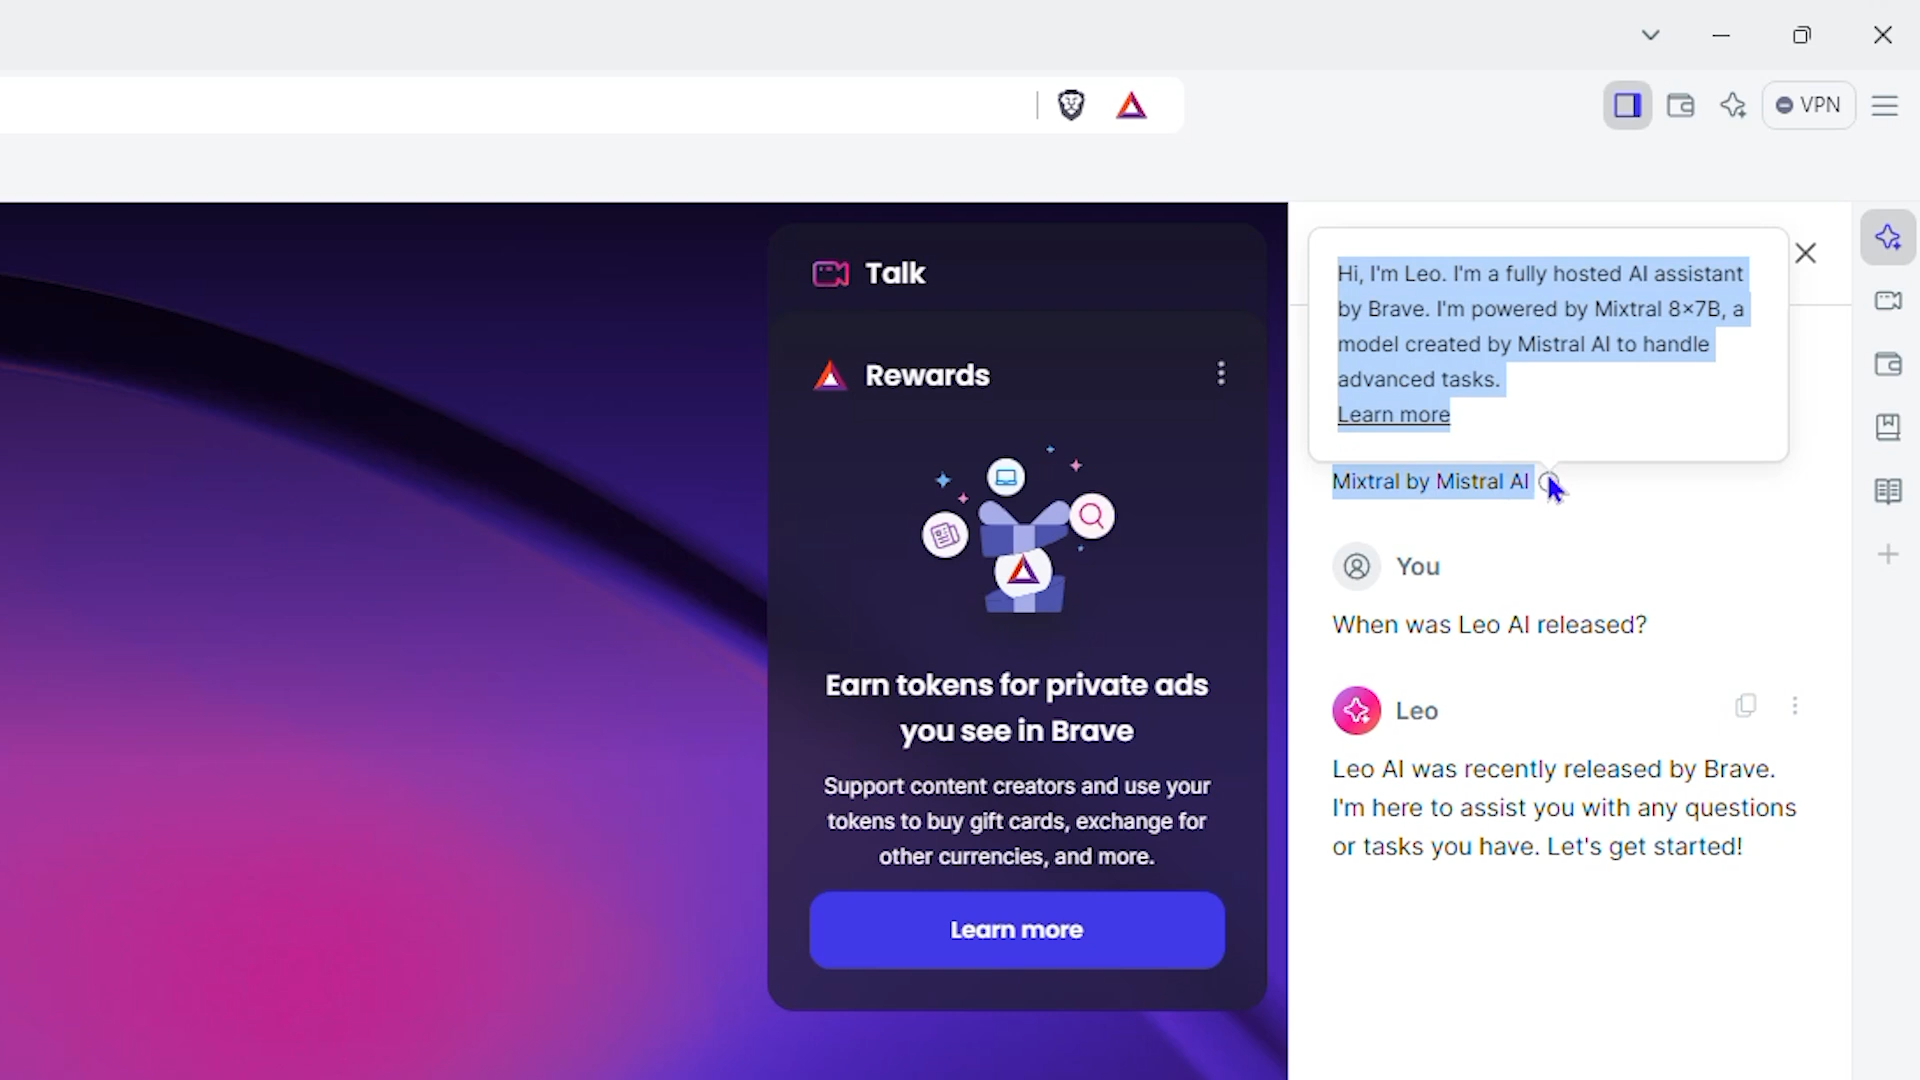 VPN
Talk
Rewards
Earn tokens for private ads
you see in Brave
Support content creators and use your
tokens to buy gift cards, exchange for
other currencies, and more.
Learn more
Hi, I'm Leo. I'm a fully hosted AI assistant
by Brave. I'm powered by Mixtral 8×7B, a
model created by Mistral AI to handle
advanced tasks.
Learn more
Mixtral by Mistral AI
You
When was Leo AI released?
Leo
Leo AI was recently released by Brave.
I'm here to assist you with any questions
or tasks you have. Let's get started!